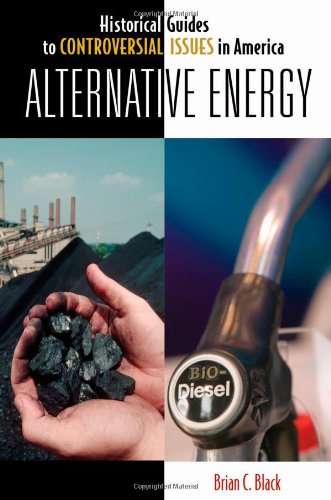 Historical Guides
to CONTROVERSIAL ISSUES in America
ALTERNATIVE ENERGY
BiO-
Diesel
Brian C. Black